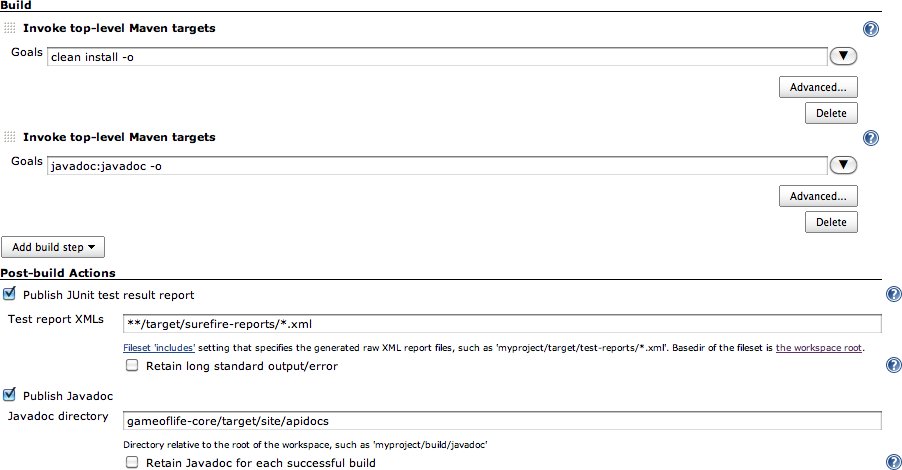 Build
Invoke top-level Maven targets
Goals clean install -o
Advanced...
Delete
Invoke top-level Maven targets
Goals javadoc:javadoc -o
Advanced...
Delete
Add build step
Post-build Actions
Publish JUnit test result report
Test report XMLs **/target/surefire-reports/*.xml
Fileset 'includes' setting that specifies the generated raw XML report files, such as 'myproject/target/test-reports/*.xml'. Basedir of the fileset is the workspace root.
Retain long standard output/error
Publish Javadoc
Javadoc directory gameoflife-core/target/site/apidocs
Directory relative to the root of the workspace, such as 'myproject/build/javadoc'
Retain Javadoc for each successful build